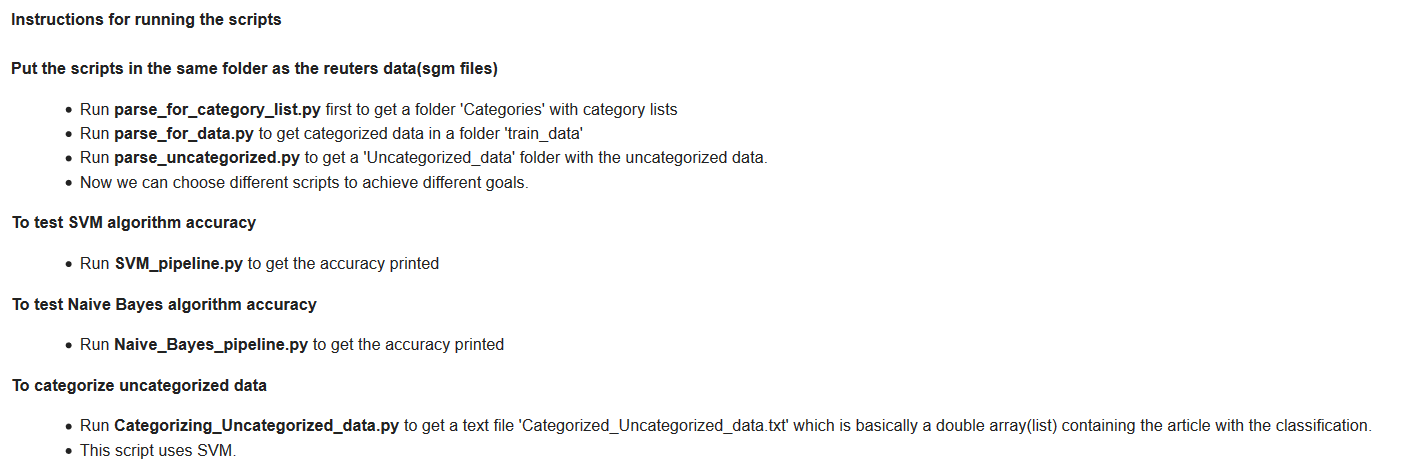 Instructions for running the scripts
Put the scripts in the same folder as the reuters data(sgm files)
• Run parse_for_category_list.py first to get a folder 'Categories' with category lists
• Run parse_for_data.py to get categorized data in a folder 'train_data'
• Run parse_uncategorized.py to get a 'Uncategorized_data' folder with the uncategorized data.
• Now we can choose different scripts to achieve different goals.
To test SVM algorithm accuracy
• Run SVM_pipeline.py to get the accuracy printed
To test Naive Bayes algorithm accuracy
• Run Naive_Bayes_pipeline.py to get the accuracy printed
To categorize uncategorized data
• Run Categorizing_Uncategorized_data.py to get a text file 'Categorized_Uncategorized_data.txt' which is basically a double array(list) containing the article with the classification.
• This script uses SVM.